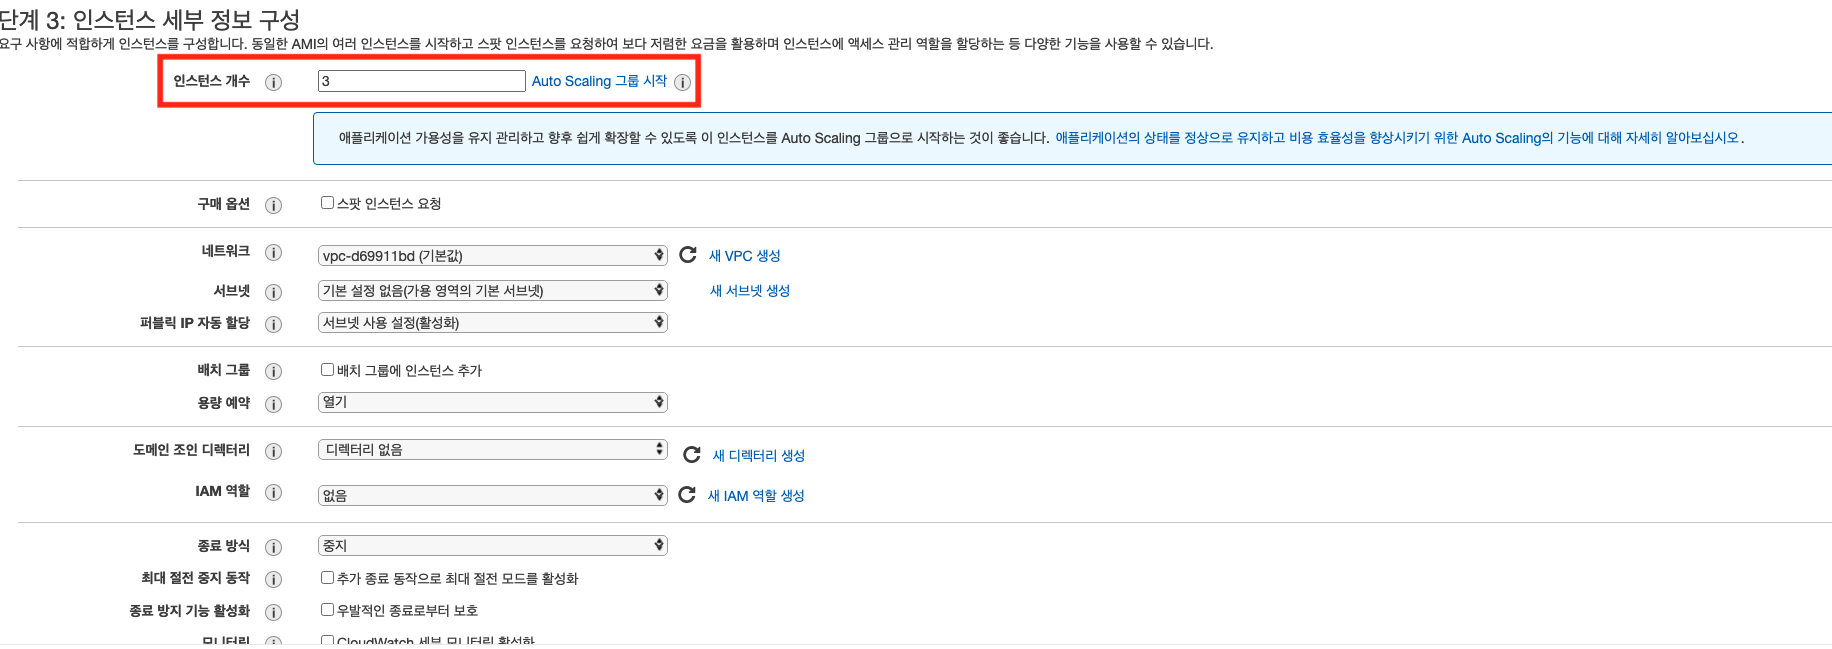 단계 3: 인스턴스 세부 정보 구성
요구 사항에 적합하게 인스턴스를 구성합니다. 동일한 AMI의 여러 인스턴스를 시작하고 스팟 인스턴스를 요청하여 보다 저렴한 요금을 활용하며 인스턴스에 액세스 관리 역할을 할당하는 등 다양한 기능을 사용할 수 있습니다.
인스턴스 개수 i 3 Auto Scaling 그룹 시작 i
애플리케이션 가용성을 유지 관리하고 향후 쉽게 확장할 수 있도록 이 인스턴스를 Auto Scaling 그룹으로 시작하는 것이 좋습니다. 애플리케이션의 상태를 정상으로 유지하고 비용 효율성을 향상시키기 위한 Auto Scaling의 기능에 대해 자세히 알아보십시오.
구매 옵션 i 스팟 인스턴스 요청
네트워크 i vpc-d69911bd (기본값) 새 VPC 생성
서브넷 i 기본 설정 없음(가용 영역의 기본 서브넷) 새 서브넷 생성
퍼블릭 IP 자동 할당 i 서브넷 사용 설정(활성화)
배치 그룹 i 배치 그룹에 인스턴스 추가
용량 예약 i 열기
도메인 조인 디렉터리 i 디렉터리 없음 새 디렉터리 생성
IAM 역할 i 없음 새 IAM 역할 생성
종료 방식 i 중지
최대 절전 중지 동작 i 추가 종료 동작으로 최대 절전 모드를 활성화
종료 방지 기능 활성화 i 우발적인 종료로부터 보호
모니터링 i CloudWatch 세부 모니터링 활성화